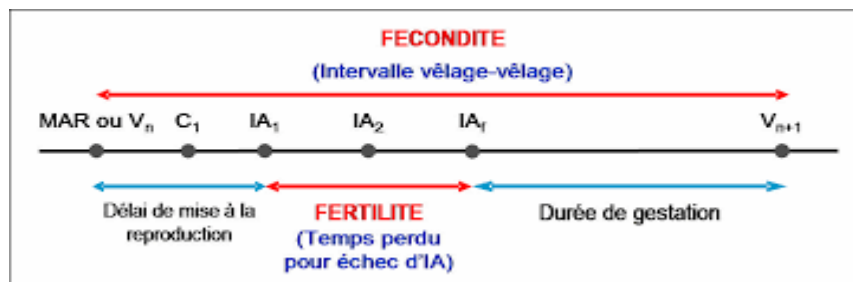 FECONDITE
(Intervalle vêlage-vêlage)
MAR ou Vn C1 IA1 IA2 IAf Vn+1
Délai de mise à la reproduction
FERTILITE
(Temps perdu pour échec d'IA)
Durée de gestation